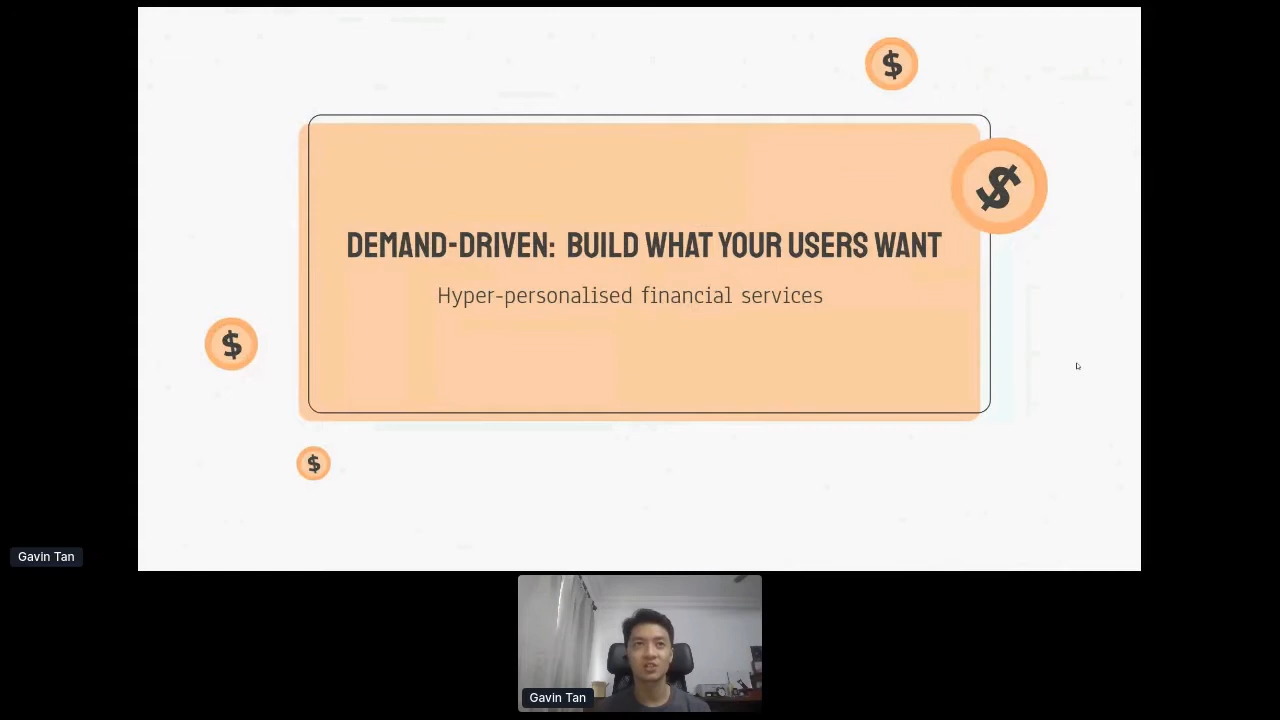 $
$
DEMAND-DRIVEN: BUILD WHAT YOUR USERS WANT
Hyper-personalised financial services
$
$
Gavin Tan
Gavin Tan